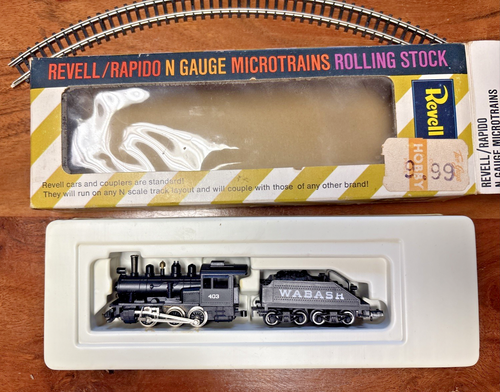 REVELL/RAPIDO N GAUGE MICROTRAINS ROLLING STOCK
Revell
HOBBY
9.99
Revell cars and couplers are standard!
They will run on any N scale track layout and will couple with those of any other brand!
REVELL/RAPIDO
N GAUGE MICROTRAINS
403
WABASH